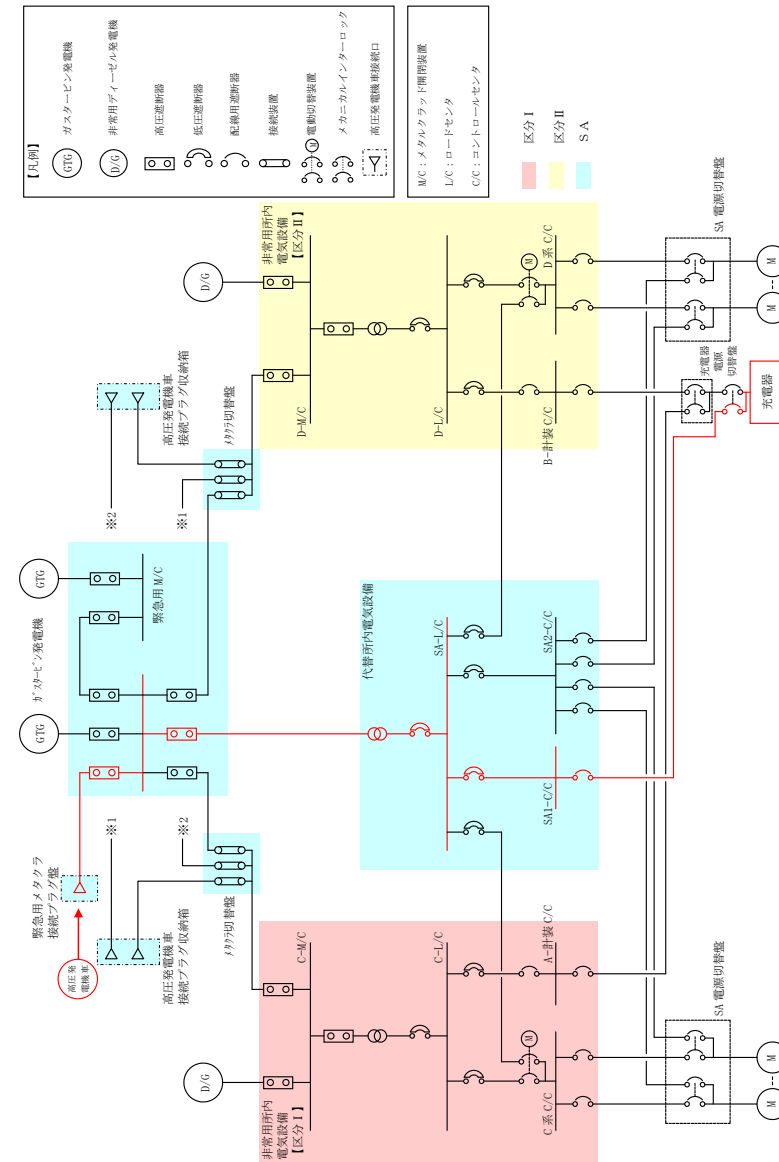 【凡例】
GTG
ガスタービン発電機
D/G
非常用ディーゼル発電機
高圧遮断器
低圧遮断器
配線用遮断器
接続装置
M
電動切替装置
メカニカルインターロック
高圧発電機車接続口
M/C：メタルクラッド開閉装置
L/C：ロードセンタ
C/C：コントロールセンタ
区分Ⅰ
区分Ⅱ
ＳＡ
高圧発
電機車
緊急用メタクラ
接続プラグ盤
GTG
ガスタービン発電機
GTG
緊急用 M/C
※1
※2
高圧発電機車
接続プラグ収納箱
メタクラ切替盤
※2
※1
高圧発電機車
接続プラグ収納箱
メタクラ切替盤
D/G
非常用所内
電気設備
【区分Ⅰ】
C-M/C
C-L/C
M
C 系 C/C
A-計装 C/C
代替所内電気設備
SA-L/C
SA1-C/C
SA2-C/C
D/G
非常用所内
電気設備
【区分Ⅱ】
D-M/C
D-L/C
M
B-計装 C/C
D 系 C/C
SA 電源切替盤
M
M
充電器
電源
切替盤
充電器
SA 電源切替盤
M
M